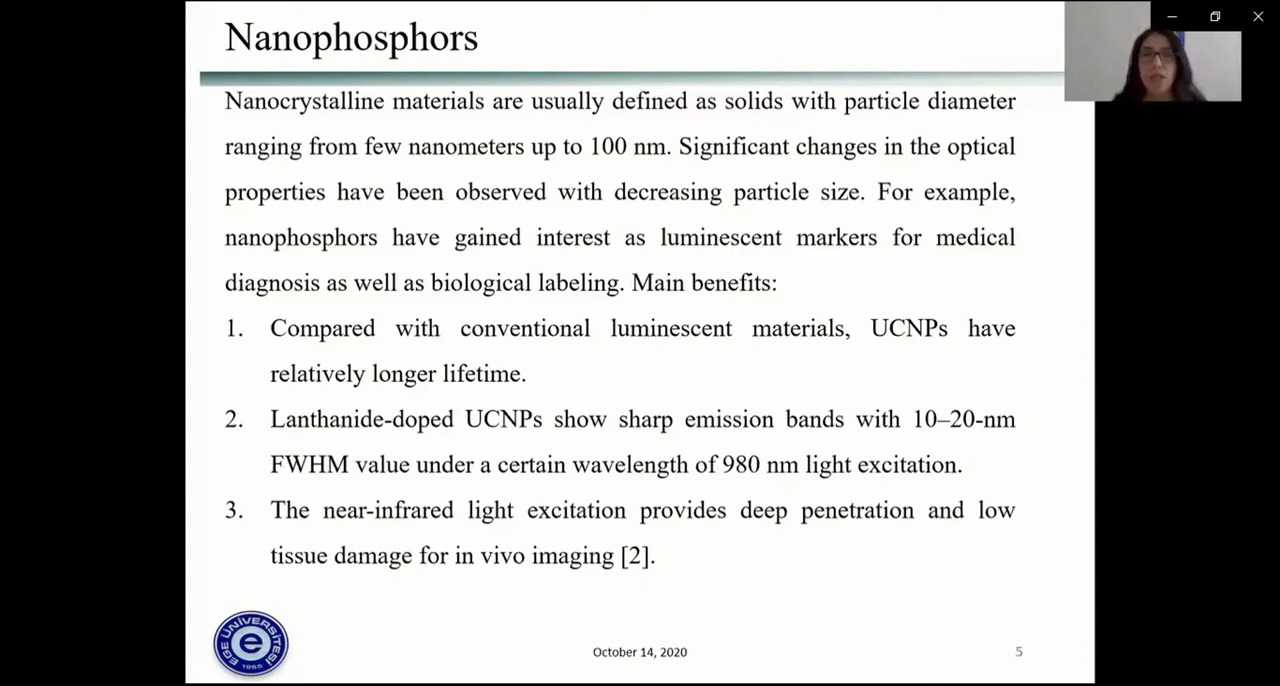 Nanophosphors
Nanocrystalline materials are usually defined as solids with particle diameter
ranging from few nanometers up to 100 nm. Significant changes in the optical
properties have been observed with decreasing particle size. For example,
nanophosphors have gained interest as luminescent markers for medical
diagnosis as well as biological labeling. Main benefits:
1. Compared with conventional luminescent materials, UCNPs have
relatively longer lifetime.
2. Lanthanide-doped UCNPs show sharp emission bands with 10–20-nm
FWHM value under a certain wavelength of 980 nm light excitation.
3. The near-infrared light excitation provides deep penetration and low
tissue damage for in vivo imaging [2].
EGE ÜNİVERSİTESİ
e
1955
October 14, 2020
5